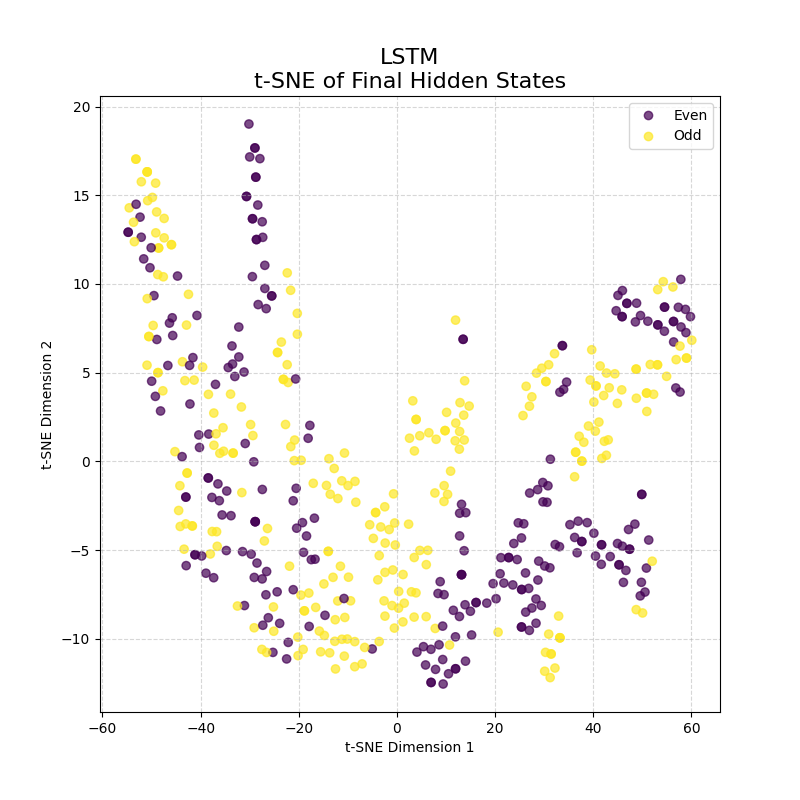 LSTM
t-SNE of Final Hidden States
Even
Odd
20
15
10
5
0
−5
−10
t-SNE Dimension 2
−60
−40
−20
0
20
40
60
t-SNE Dimension 1